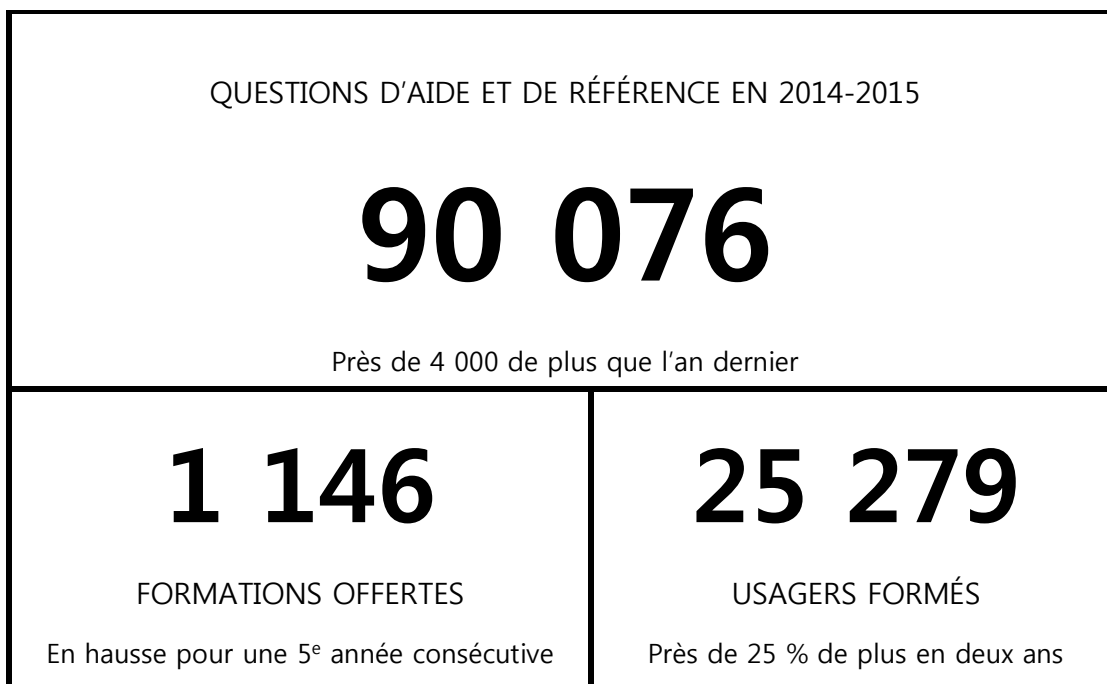 QUESTIONS D'AIDE ET DE RÉFÉRENCE EN 2014-2015
90 076
Près de 4 000 de plus que l'an dernier
1 146
FORMATIONS OFFERTES
En hausse pour une 5e année consécutive
25 279
USAGERS FORMÉS
Près de 25 % de plus en deux ans